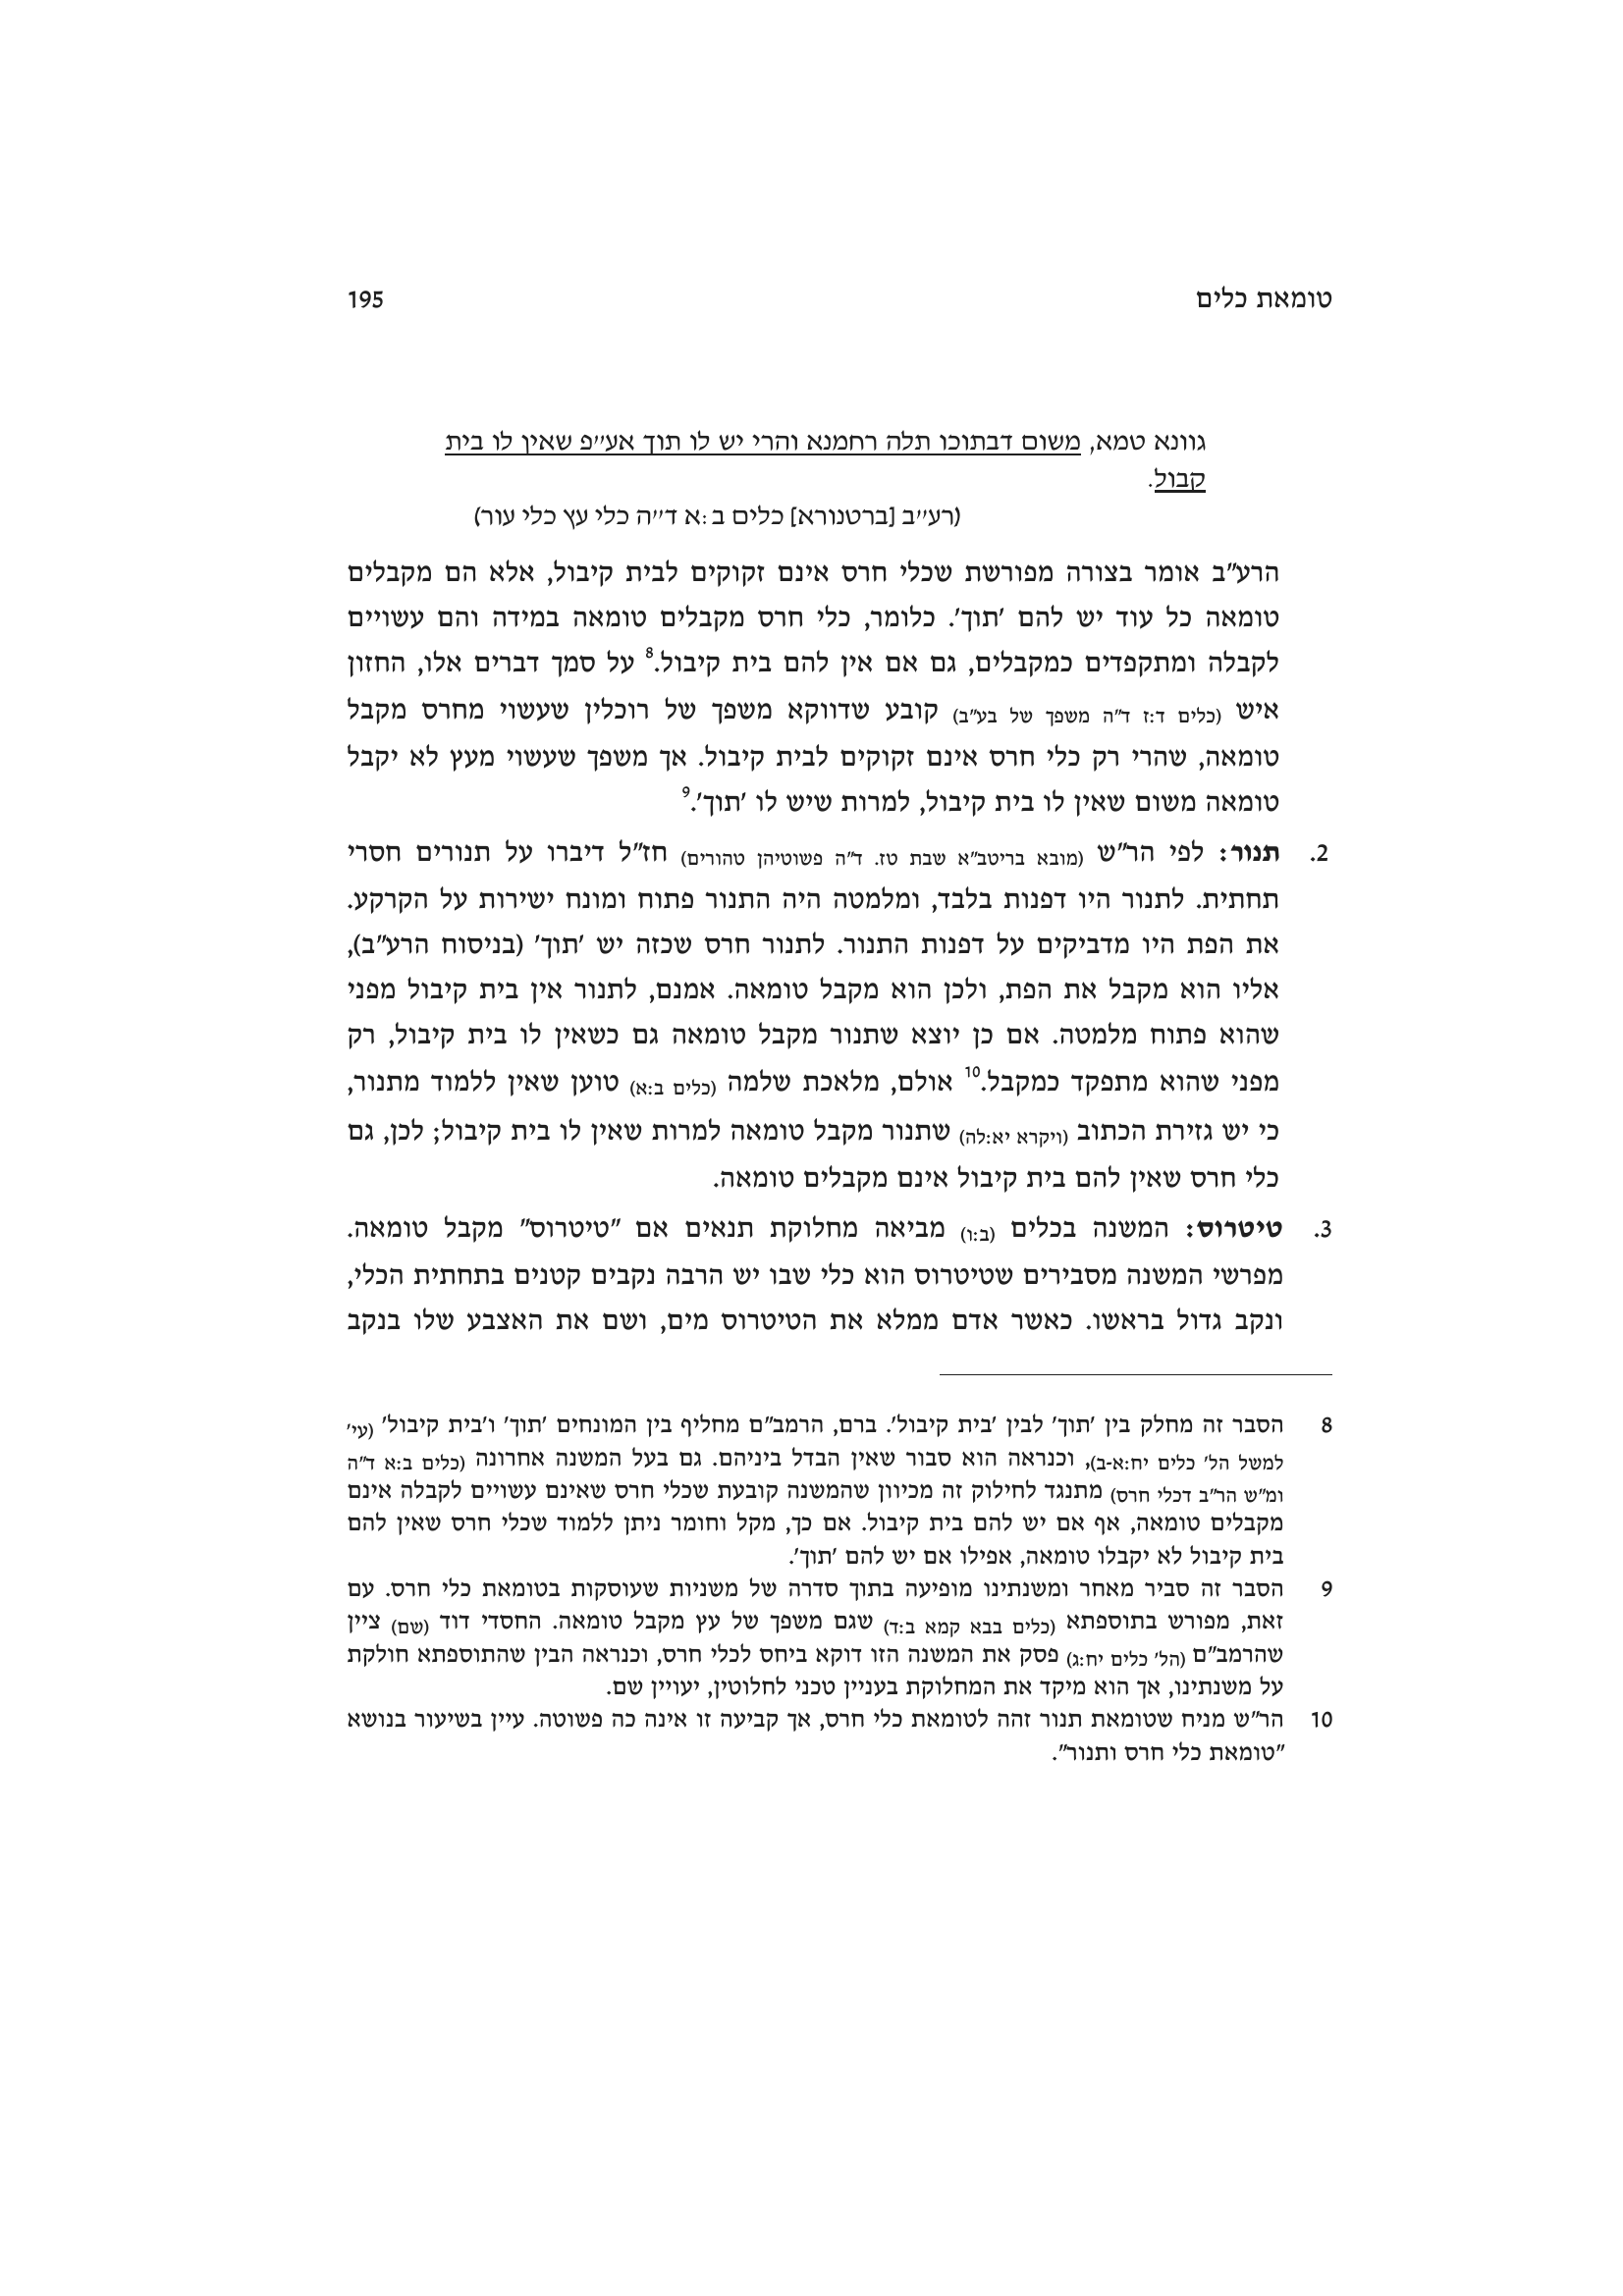 טומאת כלים 195
גוונא טמא, משום דבתוכו תלה רחמנא והרי יש לו תוך אע״פ שאין לו בית
קבול.
(רע״ב [ברטנורא] כלים ב:א ד״ה כלי עץ כלי עור)
הרע״ב אומר בצורה מפורשת שכלי חרס אינם זקוקים לבית קיבול, אלא הם מקבלים
טומאה כל עוד יש להם ׳תוך׳. כלומר, כלי חרס מקבלים טומאה במידה והם עשויים
לקבלה ומתקפדים כמקבלים, גם אם אין להם בית קיבול.8 על סמך דברים אלו, החזון
איש (כלים ד:ז ד״ה משפך של בע״ב) קובע שדווקא משפך של רוכלין שעשוי מחרס מקבל
טומאה, שהרי רק כלי חרס אינם זקוקים לבית קיבול. אך משפך שעשוי מעץ לא יקבל
טומאה משום שאין לו בית קיבול, למרות שיש לו ׳תוך׳.9
2. תנור: לפי הר״ש (מובא בריטב״א שבת טז. ד״ה פשוטיהן טהורים) חז״ל דיברו על תנורים חסרי
תחתית. לתנור היו דפנות בלבד, ומלמטה היה התנור פתוח ומונח ישירות על הקרקע.
את הפת היו מדביקים על דפנות התנור. לתנור חרס שכזה יש ׳תוך׳ (בניסוח הרע״ב),
אליו הוא מקבל את הפת, ולכן הוא מקבל טומאה. אמנם, לתנור אין בית קיבול מפני
שהוא פתוח מלמטה. אם כן יוצא שתנור מקבל טומאה גם כשאין לו בית קיבול, רק
מפני שהוא מתפקד כמקבל.10 אולם, מלאכת שלמה (כלים ב:א) טוען שאין ללמוד מתנור,
כי יש גזירת הכתוב (ויקרא יא:לה) שתנור מקבל טומאה למרות שאין לו בית קיבול; לכן, גם
כלי חרס שאין להם בית קיבול אינם מקבלים טומאה.
3. טיטרוס: המשנה בכלים (ב:ו) מביאה מחלוקת תנאים אם ״טיטרוס״ מקבל טומאה.
מפרשי המשנה מסבירים שטיטרוס הוא כלי שבו יש הרבה נקבים קטנים בתחתית הכלי,
ונקב גדול בראשו. כאשר אדם ממלא את הטיטרוס מים, ושם את האצבע שלו בנקב
8 הסבר זה מחלק בין ׳תוך׳ לבין ׳בית קיבול׳. ברם, הרמב״ם מחליף בין המונחים ׳תוך׳ ו׳בית קיבול׳ (עי׳
למשל הל׳ כלים יח:א-ב), וכנראה הוא סבור שאין הבדל ביניהם. גם בעל המשנה אחרונה (כלים ב:א ד״ה
ומ״ש הר״ב דכלי חרס) מתנגד לחילוק זה מכיוון שהמשנה קובעת שכלי חרס שאינם עשויים לקבלה אינם
מקבלים טומאה, אף אם יש להם בית קיבול. אם כך, מקל וחומר ניתן ללמוד שכלי חרס שאין להם
בית קיבול לא יקבלו טומאה, אפילו אם יש להם ׳תוך׳.
9 הסבר זה סביר מאחר ומשנתינו מופיעה בתוך סדרה של משניות שעוסקות בטומאת כלי חרס. עם
זאת, מפורש בתוספתא (כלים בבא קמא ב:ד) שגם משפך של עץ מקבל טומאה. החסדי דוד (שם) ציין
שהרמב״ם (הל׳ כלים יח:ג) פסק את המשנה הזו דוקא ביחס לכלי חרס, וכנראה הבין שהתוספתא חולקת
על משנתינו, אך הוא מיקד את המחלוקת בעניין טכני לחלוטין, יעויין שם.
10 הר״ש מניח שטומאת תנור זהה לטומאת כלי חרס, אך קביעה זו אינה כה פשוטה. עיין בשיעור בנושא
״טומאת כלי חרס ותנור״.